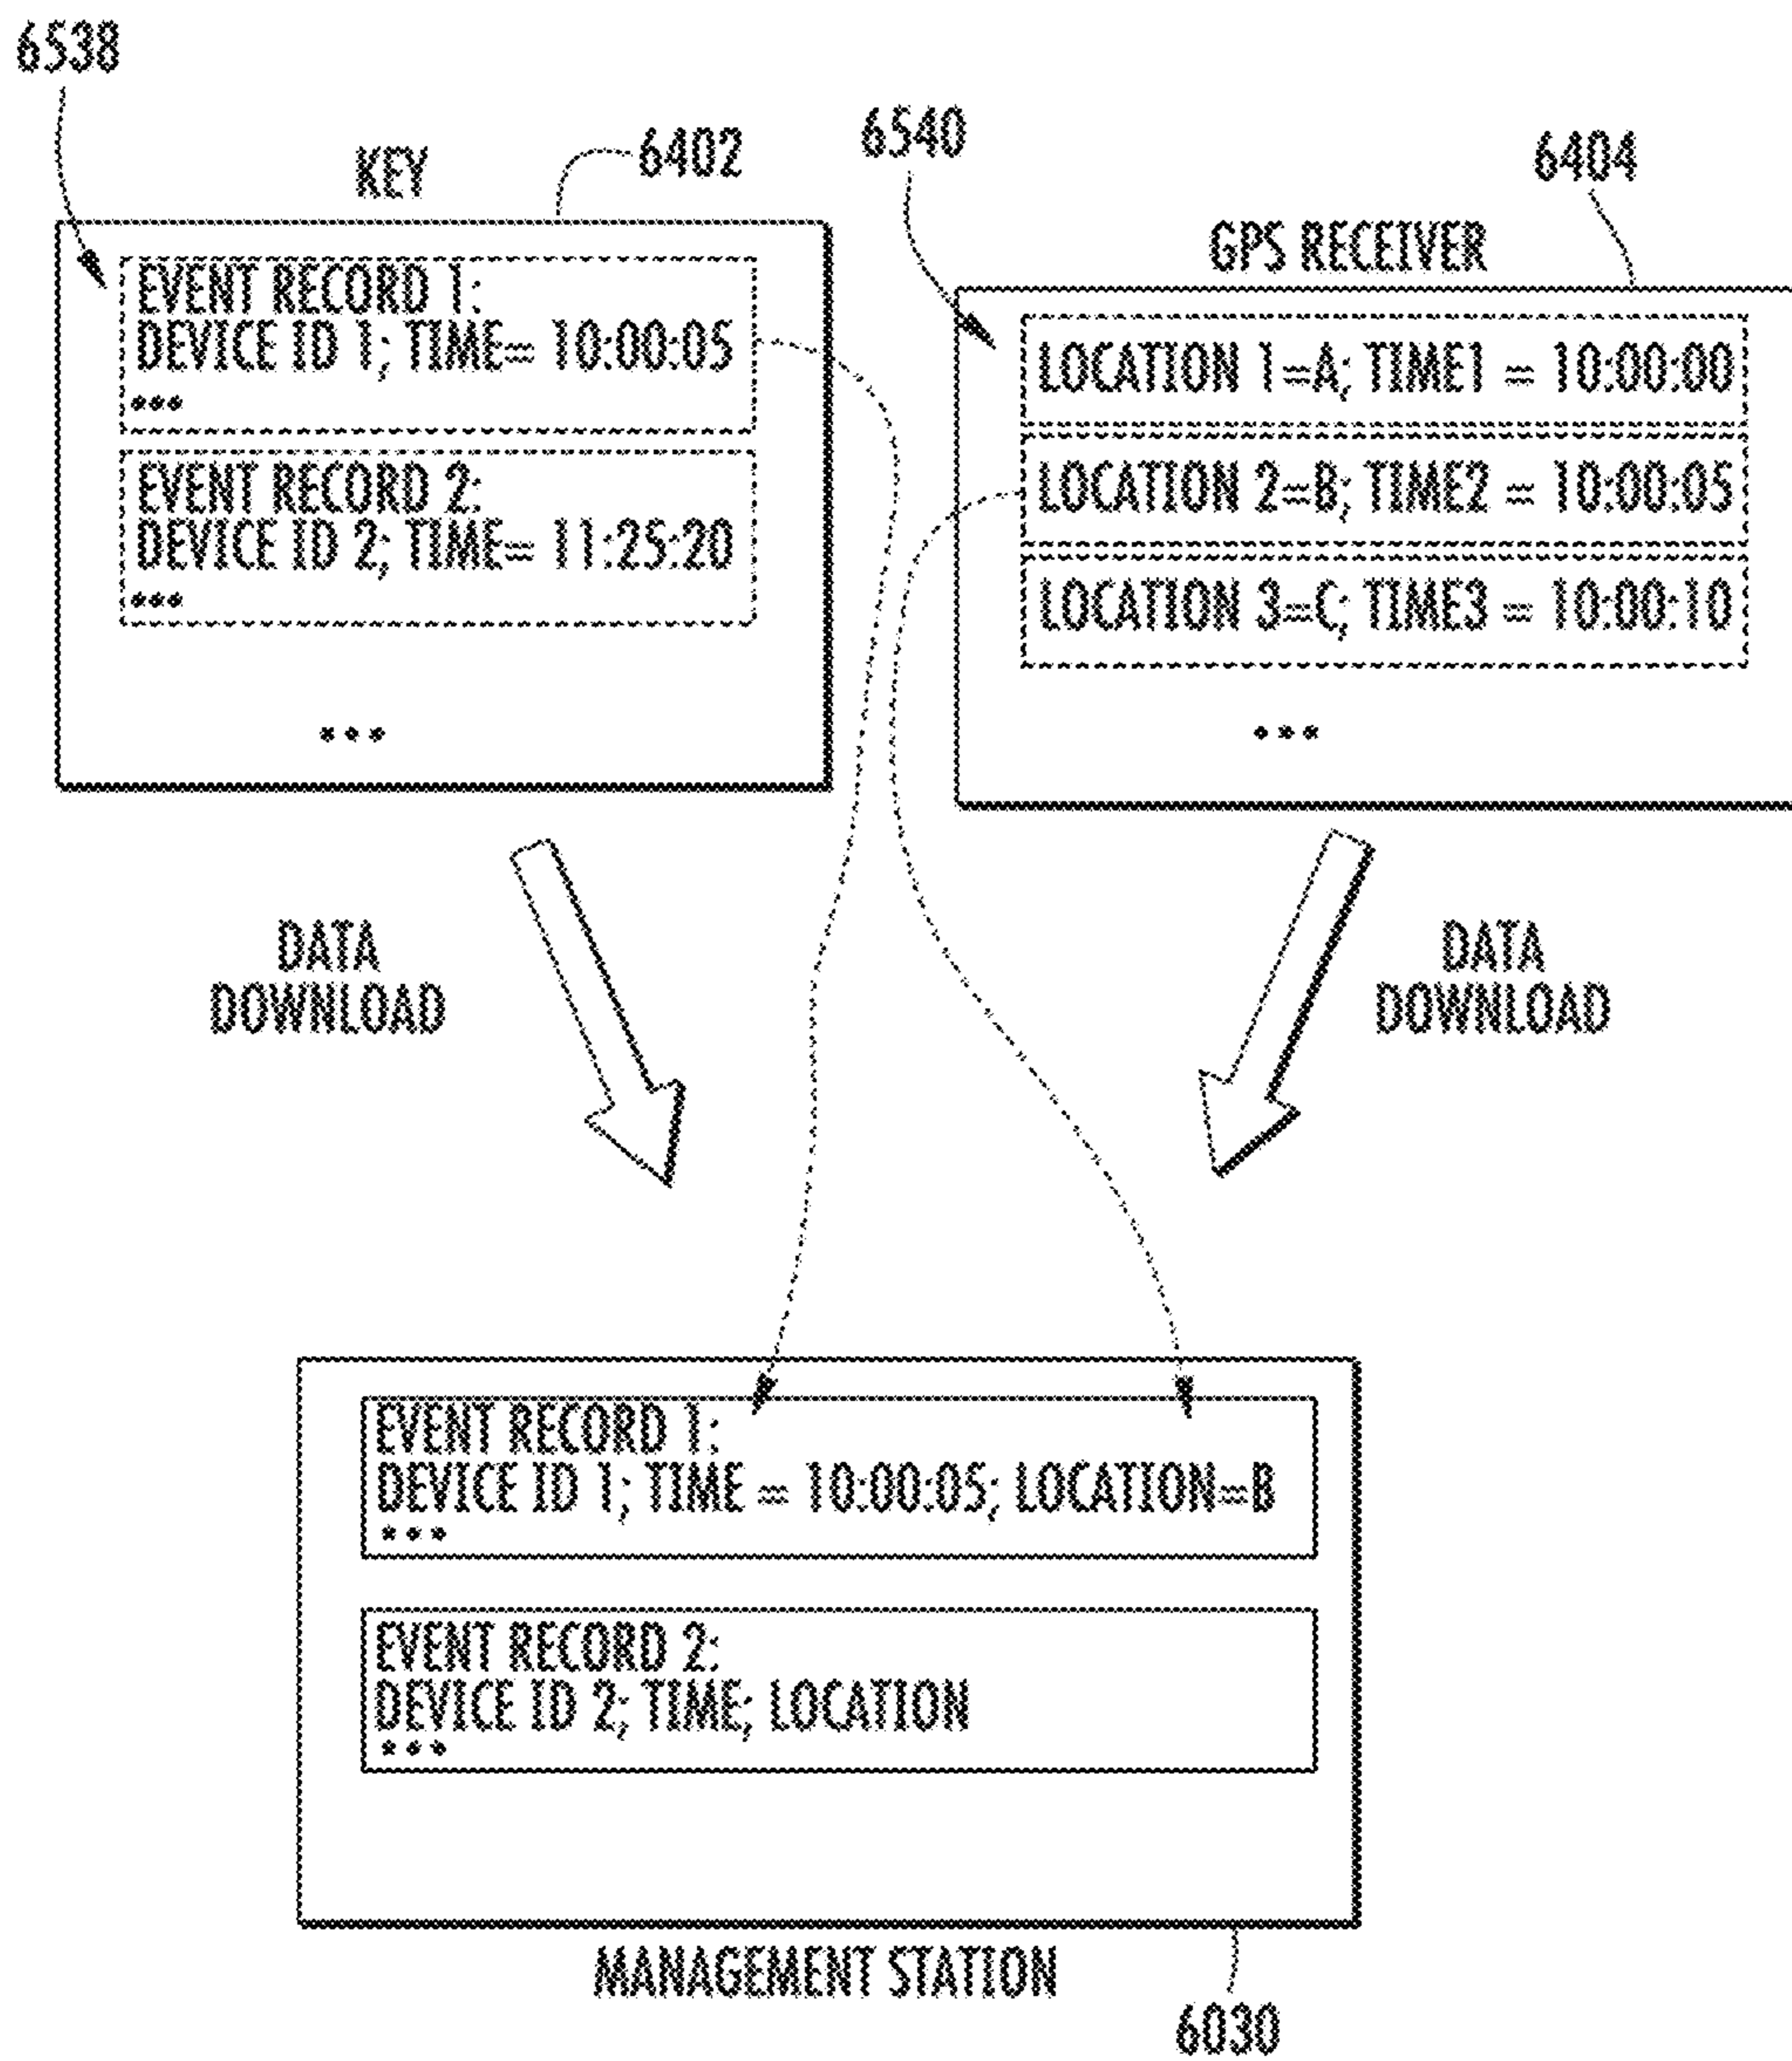 6538
KEY
6402
EVENT RECORD 1:
DEVICE ID 1; TIME= 10:00:05
•••
EVENT RECORD 2:
DEVICE ID 2; TIME= 11:25:20
•••
•••
6540
6404
GPS RECEIVER
LOCATION 1=A; TIME1 = 10:00:00
LOCATION 2=B; TIME2 = 10:00:05
LOCATION 3=C; TIME3 = 10:00:10
•••
DATA
DOWNLOAD
DATA
DOWNLOAD
EVENT RECORD 1:
DEVICE ID 1; TIME = 10:00:05; LOCATION=B
•••
EVENT RECORD 2:
DEVICE ID 2; TIME; LOCATION
•••
MANAGEMENT STATION
6030